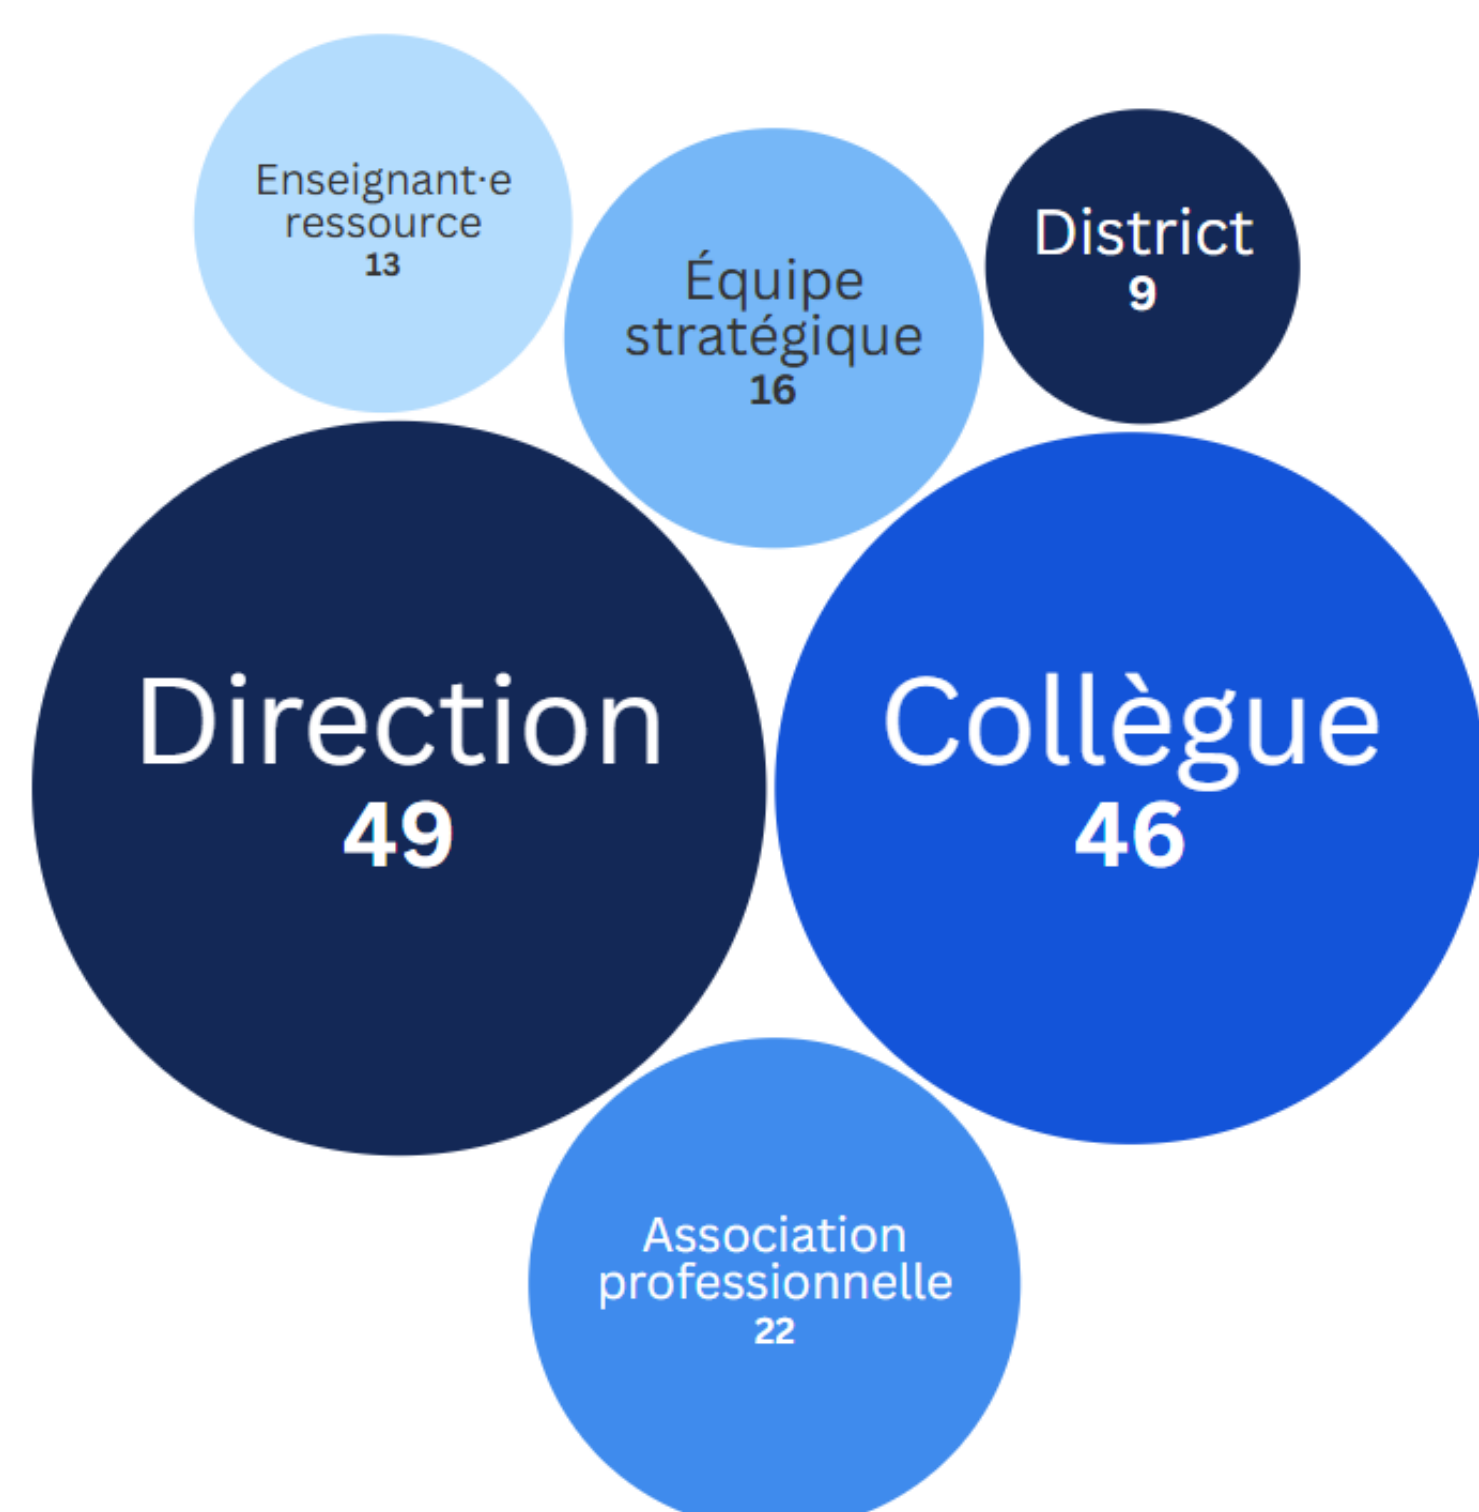 Enseignant·e
ressource
13
Équipe
stratégique
16
District
9
Direction
49
Collègue
46
Association
professionnelle
22